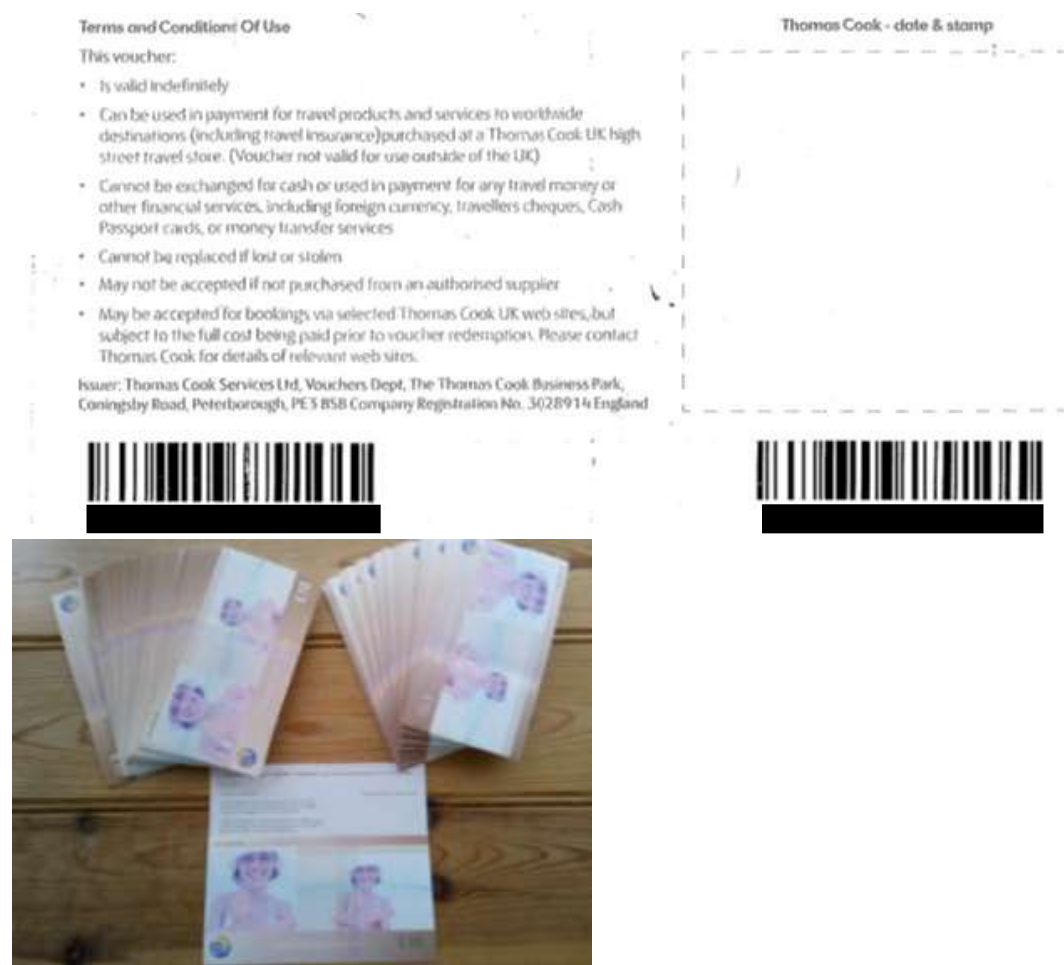 Terms and Conditions Of Use
This voucher:
• Is valid indefinitely
• Can be used in payment for travel products and services to worldwide
destinations (including travel insurance)purchased at a Thomas Cook UK high
street travel store. (Voucher not valid for use outside of the UK)
• Cannot be exchanged for cash or used in payment for any travel money or
other financial services, including foreign currency, travellers cheques, Cash
Passport cards, or money transfer services
• Cannot be replaced if lost or stolen
• May not be accepted if not purchased from an authorised supplier
• May be accepted for bookings via selected Thomas Cook UK web sites, but
subject to the full cost being paid prior to voucher redemption. Please contact
Thomas Cook for details of relevant web sites.
Issuer: Thomas Cook Services Ltd, Vouchers Dept, The Thomas Cook Business Park,
Coningsby Road, Peterborough, PE3 8SB Company Registration No. 3028914 England
Thomas Cook - date & stamp